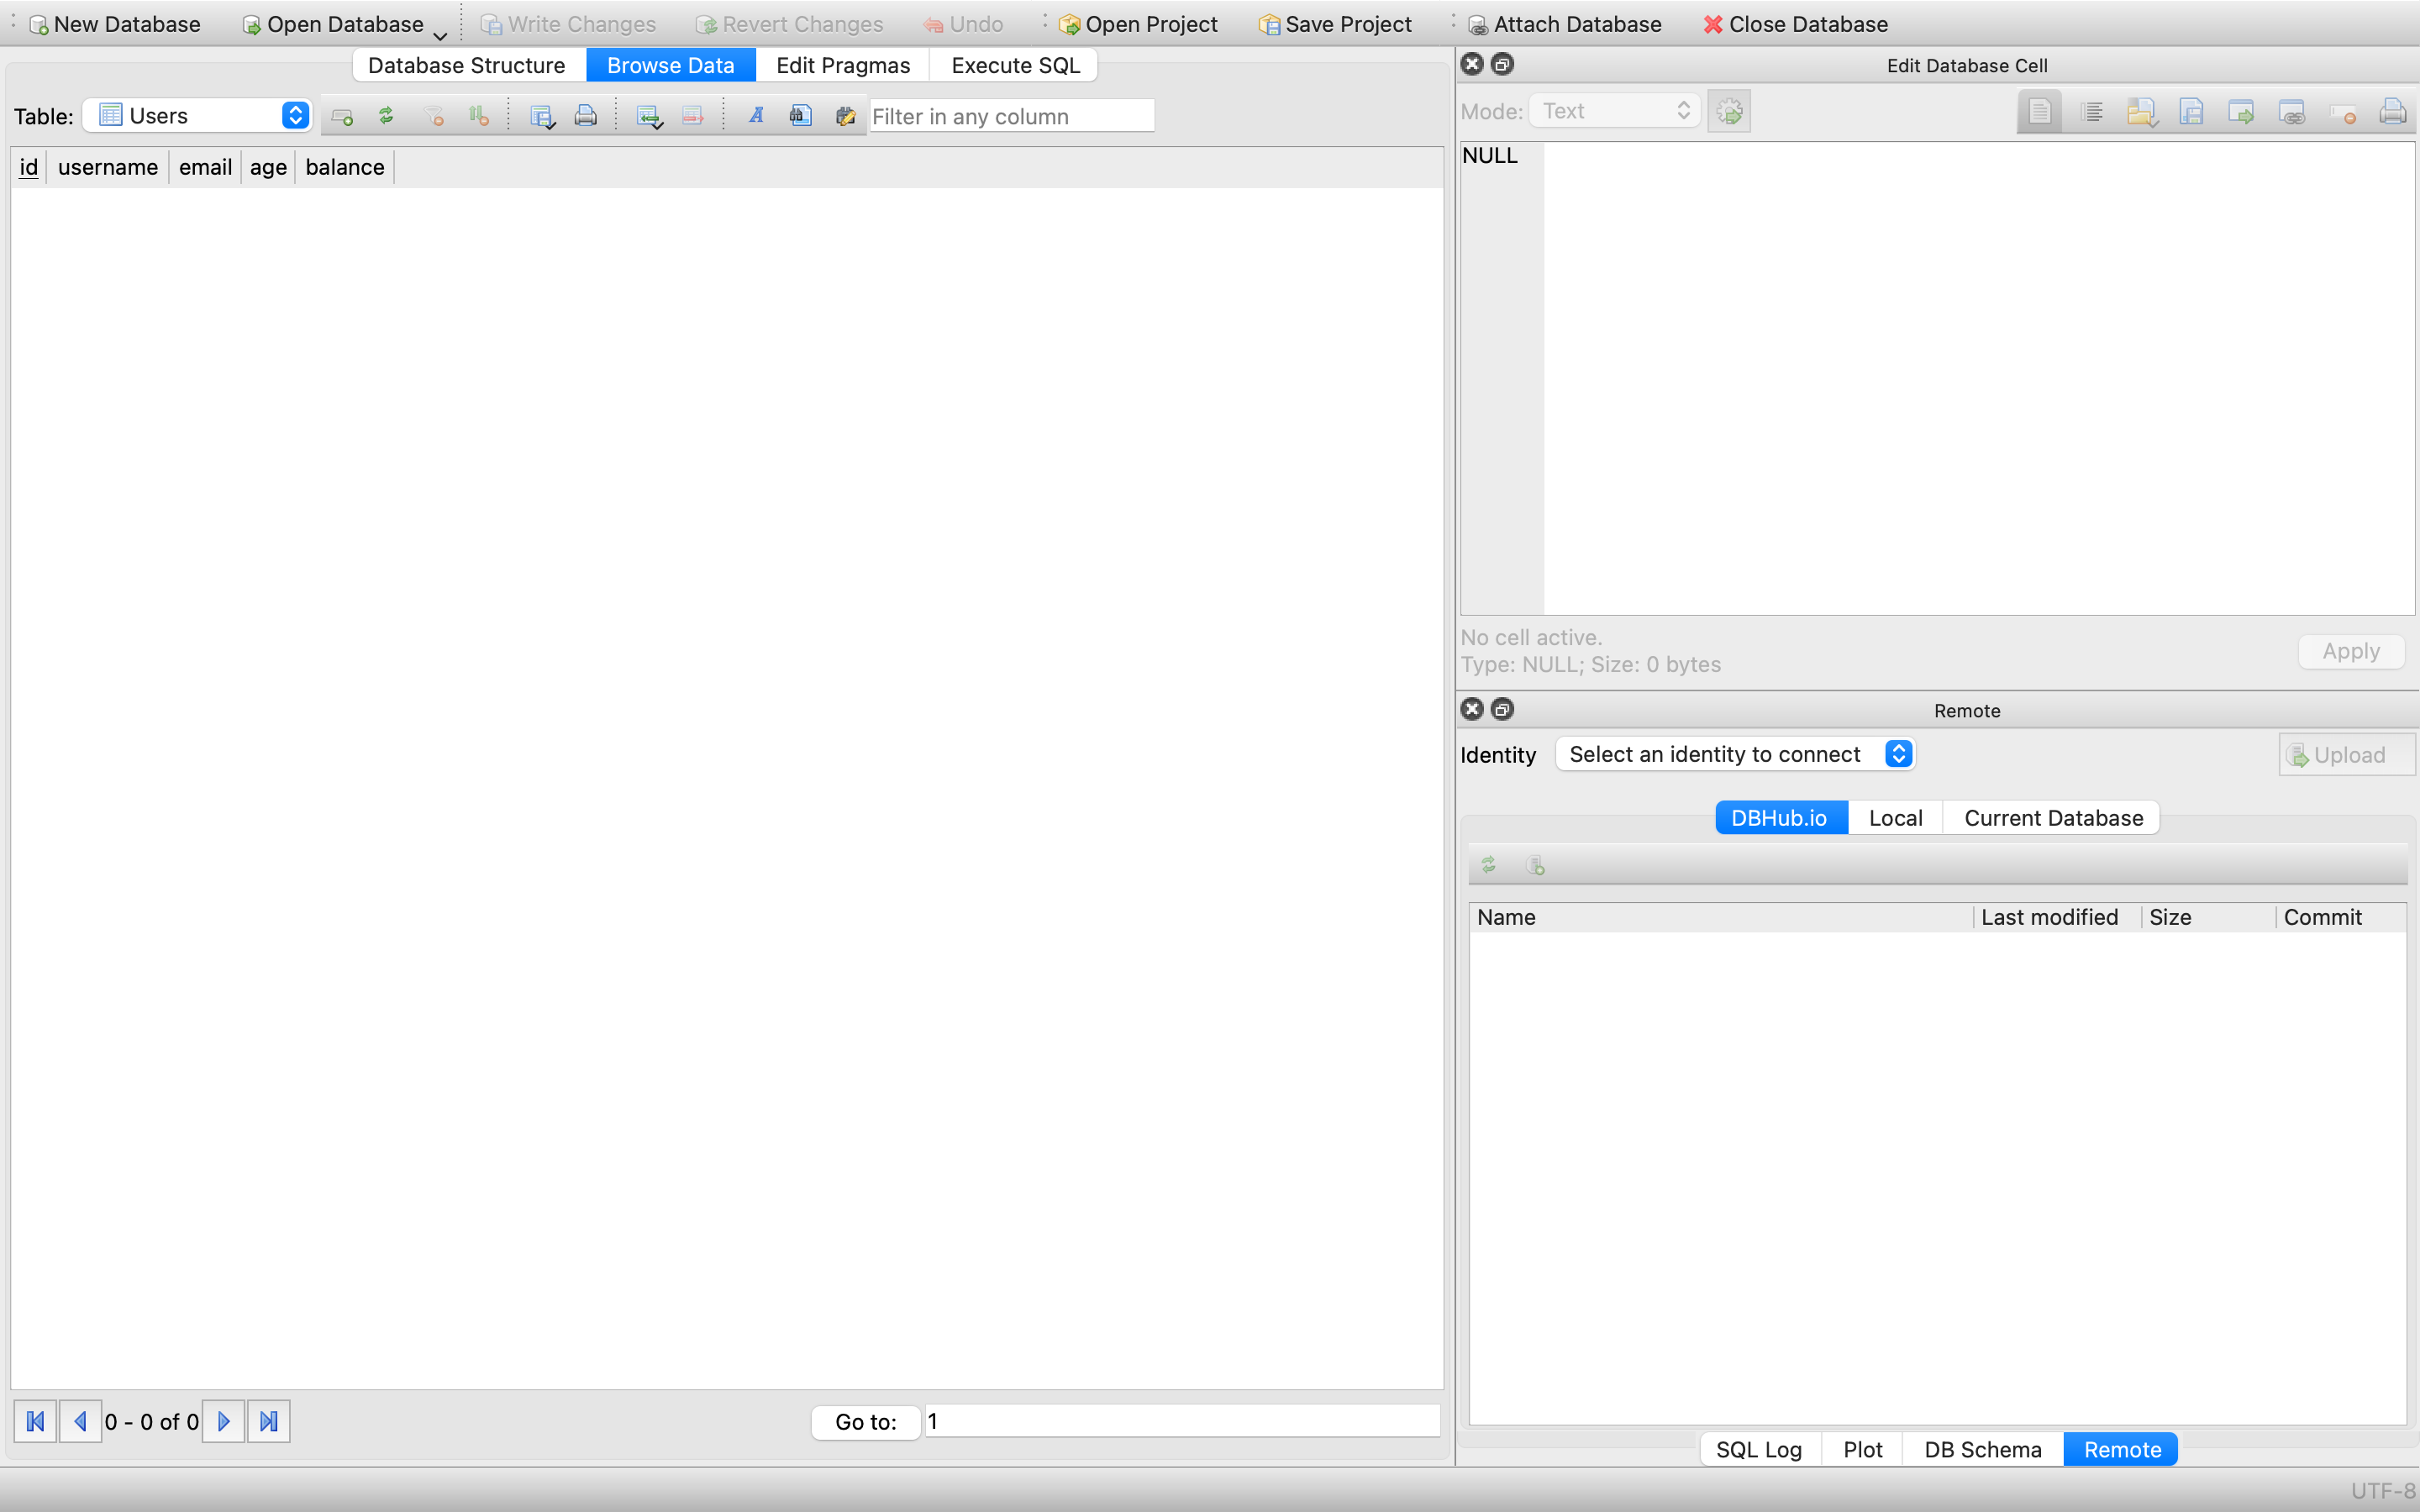 New Database Open Database Write Changes Revert Changes Undo Open Project Save Project Attach Database Close Database
Database Structure Browse Data Edit Pragmas Execute SQL
Table: Users Filter in any column
id username email age balance
0 - 0 of 0 Go to: 1
Edit Database Cell
Mode: Text
NULL
No cell active.
Type: NULL; Size: 0 bytes
Apply
Remote
Identity Select an identity to connect Upload
DBHub.io Local Current Database
Name Last modified Size Commit
SQL Log Plot DB Schema Remote
UTF-8